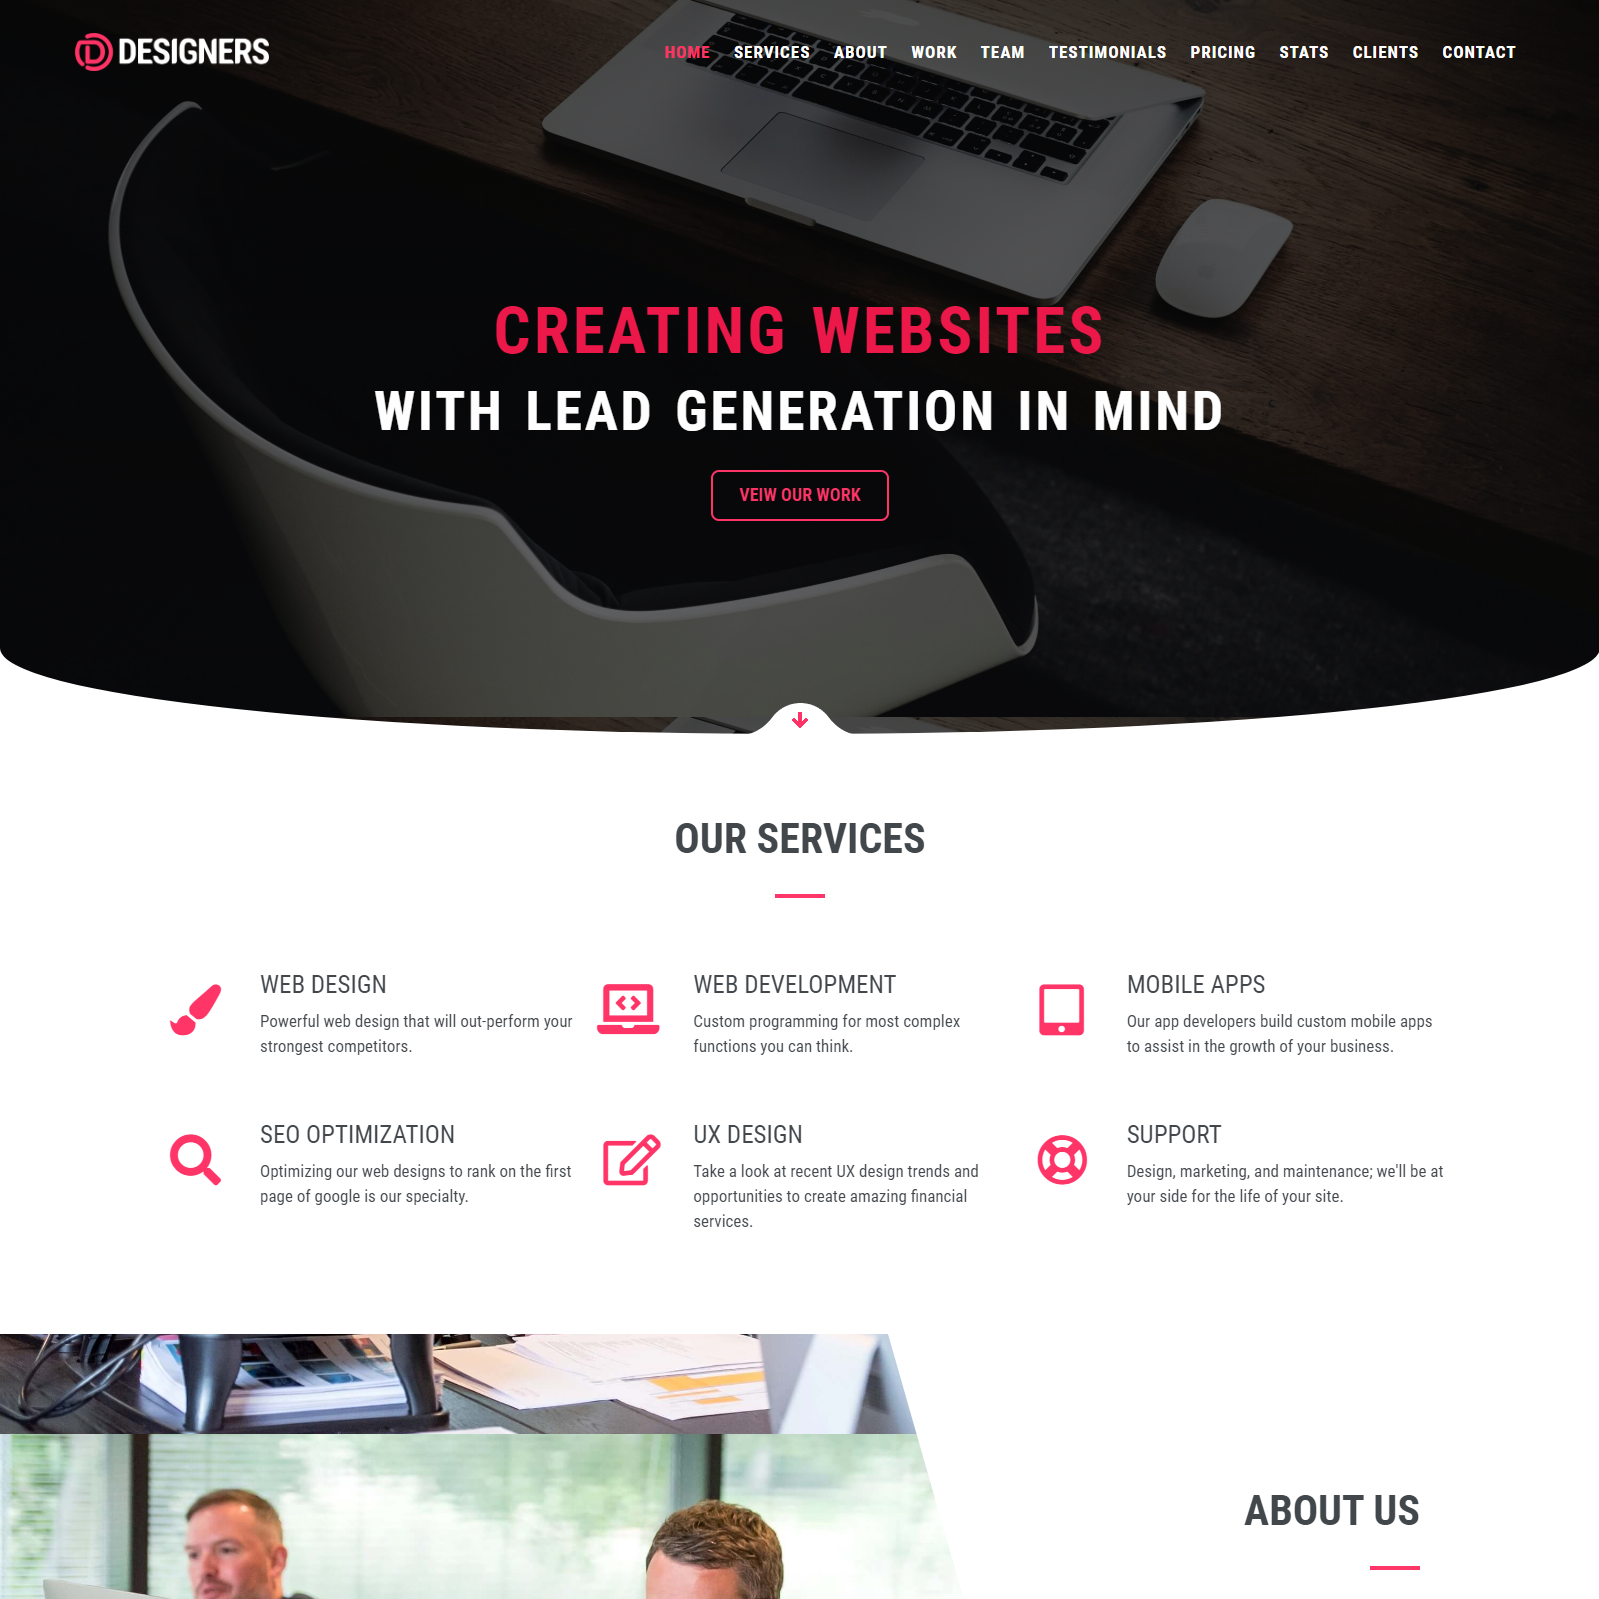 DESIGNERS
HOME SERVICES ABOUT WORK TEAM TESTIMONIALS PRICING STATS CLIENTS CONTACT
CREATING WEBSITES
WITH LEAD GENERATION IN MIND
VEIW OUR WORK
OUR SERVICES
WEB DESIGN
Powerful web design that will out-perform your
strongest competitors.
WEB DEVELOPMENT
Custom programming for most complex
functions you can think.
MOBILE APPS
Our app developers build custom mobile apps
to assist in the growth of your business.
SEO OPTIMIZATION
Optimizing our web designs to rank on the first
page of google is our specialty.
UX DESIGN
Take a look at recent UX design trends and
opportunities to create amazing financial
services.
SUPPORT
Design, marketing, and maintenance; we'll be at
your side for the life of your site.
ABOUT US